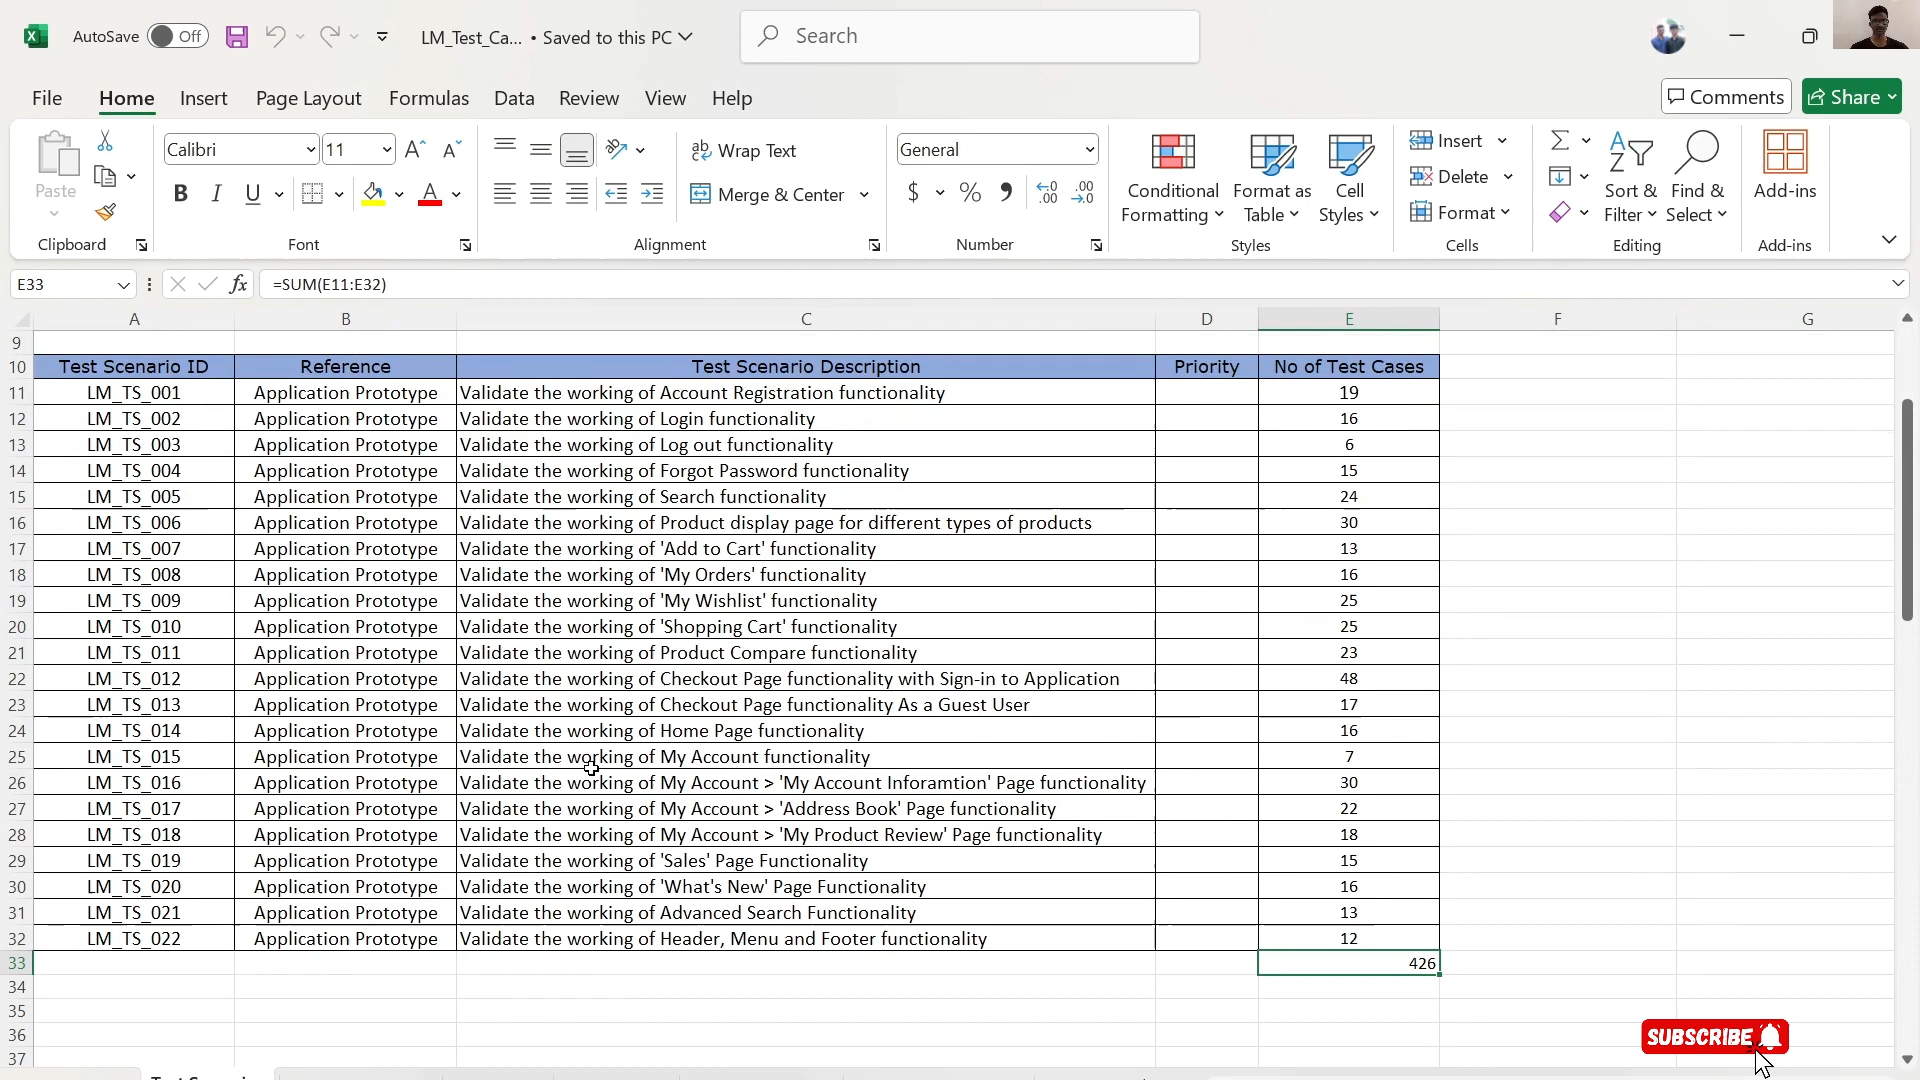 AutoSave Off LM_Test_Ca... • Saved to this PC Search
File Home Insert Page Layout Formulas Data Review View Help Comments Share
Paste
Clipboard
Calibri 11
B I U A
Font
ab Wrap Text
Merge & Center
Alignment
General
$ % 9 .00 .00
Number
Conditional Formatting
Format as Table
Cell Styles
Styles
Insert
Delete
Format
Cells
Sort & Filter
Find & Select
Editing
Add-ins
Add-ins
E33 fx =SUM(E11:E32)
A B C D E F G
9
10 Test Scenario ID Reference Test Scenario Description Priority No of Test Cases
11 LM_TS_001 Application Prototype Validate the working of Account Registration functionality 19
12 LM_TS_002 Application Prototype Validate the working of Login functionality 16
13 LM_TS_003 Application Prototype Validate the working of Log out functionality 6
14 LM_TS_004 Application Prototype Validate the working of Forgot Password functionality 15
15 LM_TS_005 Application Prototype Validate the working of Search functionality 24
16 LM_TS_006 Application Prototype Validate the working of Product display page for different types of products 30
17 LM_TS_007 Application Prototype Validate the working of 'Add to Cart' functionality 13
18 LM_TS_008 Application Prototype Validate the working of 'My Orders' functionality 16
19 LM_TS_009 Application Prototype Validate the working of 'My Wishlist' functionality 25
20 LM_TS_010 Application Prototype Validate the working of 'Shopping Cart' functionality 25
21 LM_TS_011 Application Prototype Validate the working of Product Compare functionality 23
22 LM_TS_012 Application Prototype Validate the working of Checkout Page functionality with Sign-in to Application 48
23 LM_TS_013 Application Prototype Validate the working of Checkout Page functionality As a Guest User 17
24 LM_TS_014 Application Prototype Validate the working of Home Page functionality 16
25 LM_TS_015 Application Prototype Validate the working of My Account functionality 7
26 LM_TS_016 Application Prototype Validate the working of My Account > 'My Account Inforamtion' Page functionality 30
27 LM_TS_017 Application Prototype Validate the working of My Account > 'Address Book' Page functionality 22
28 LM_TS_018 Application Prototype Validate the working of My Account > 'My Product Review' Page functionality 18
29 LM_TS_019 Application Prototype Validate the working of 'Sales' Page Functionality 15
30 LM_TS_020 Application Prototype Validate the working of 'What's New' Page Functionality 16
31 LM_TS_021 Application Prototype Validate the working of Advanced Search Functionality 13
32 LM_TS_022 Application Prototype Validate the working of Header, Menu and Footer functionality 12
33 426
34
35
36
37
SUBSCRIBE